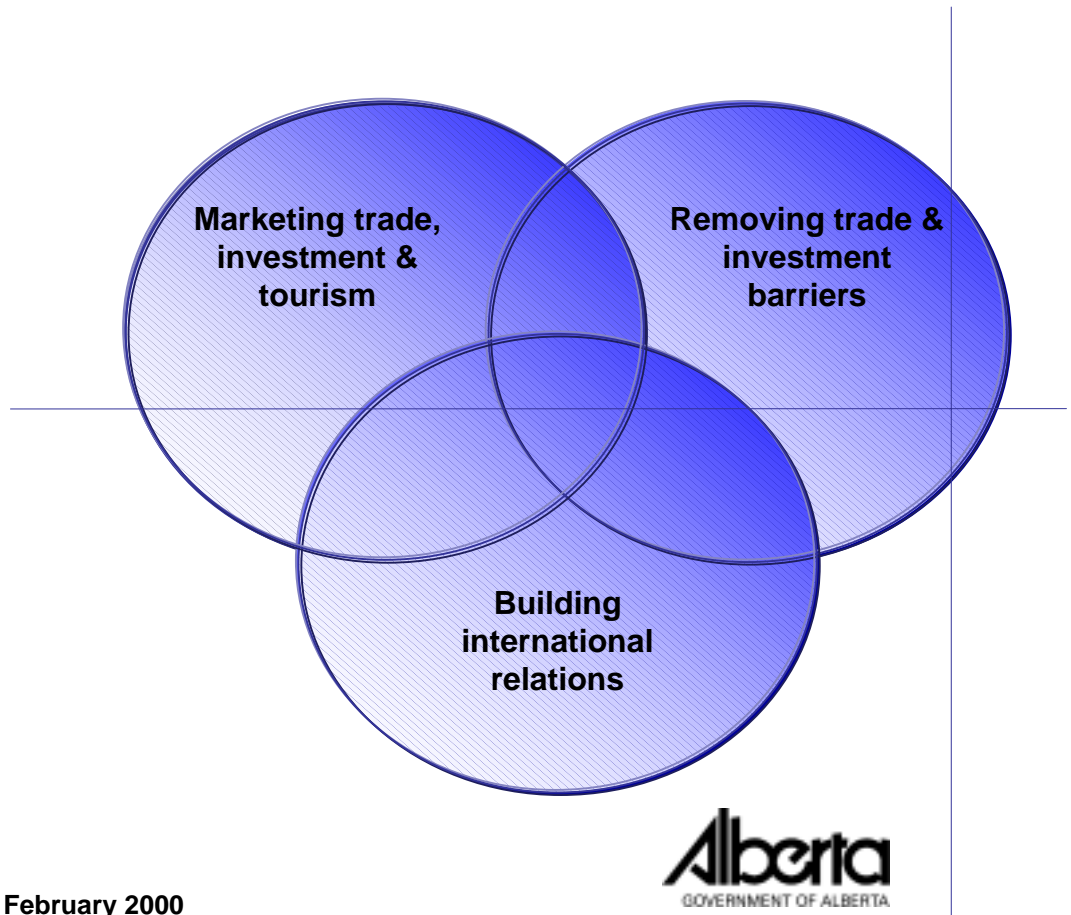 Marketing trade,
investment &
tourism
Removing trade &
investment
barriers
Building
international
relations
Alberta
GOVERNMENT OF ALBERTA
February 2000